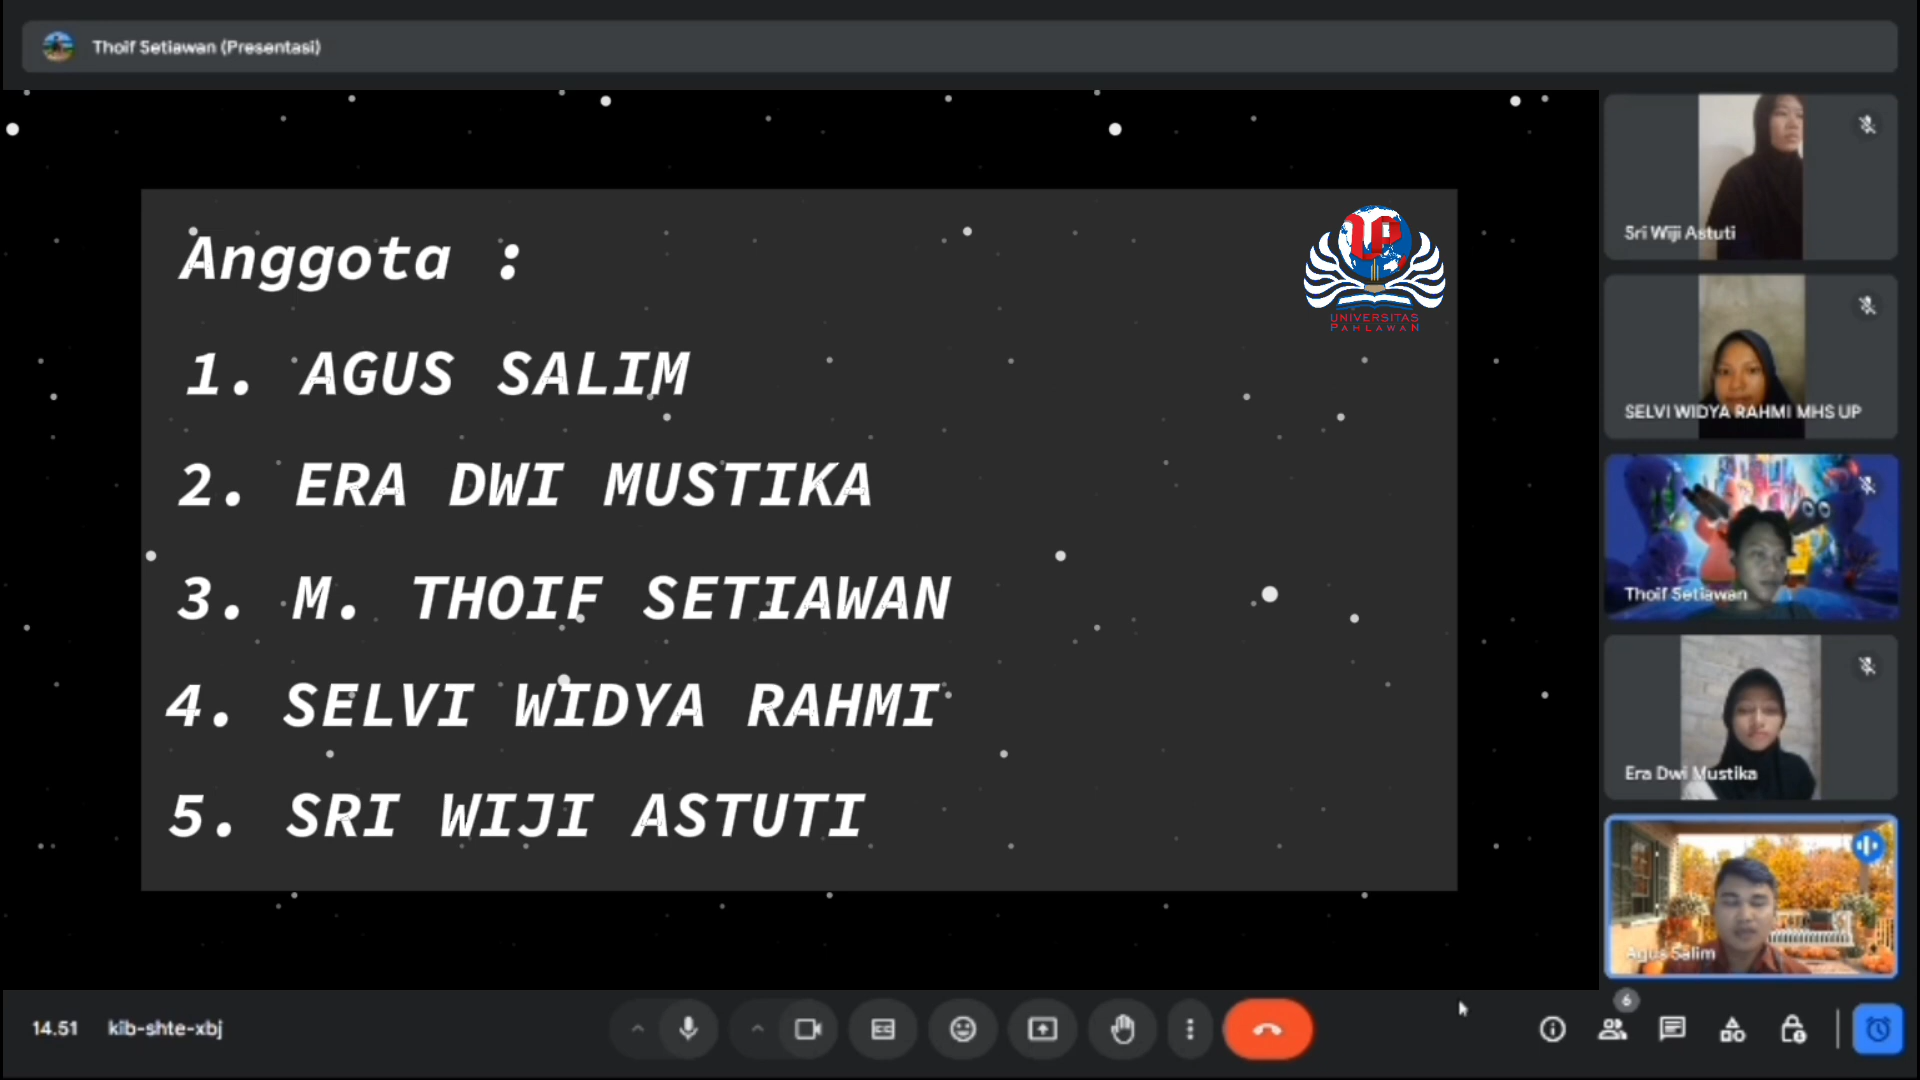 Thoif Setiawan (Presentasi)
Anggota :
1. AGUS SALIM
2. ERA DWI MUSTIKA
3. M. THOIF SETIAWAN
4. SELVI WIDYA RAHMI
5. SRI WIJI ASTUTI
UNIVERSITAS
PAHLAWAN
Sri Wiji Astuti
SELVI WIDYA RAHMI MHS UP
Thoif Setiawan
Era Dwi Mustika
Agus Salim
14.51 kib-shte-xbj
6